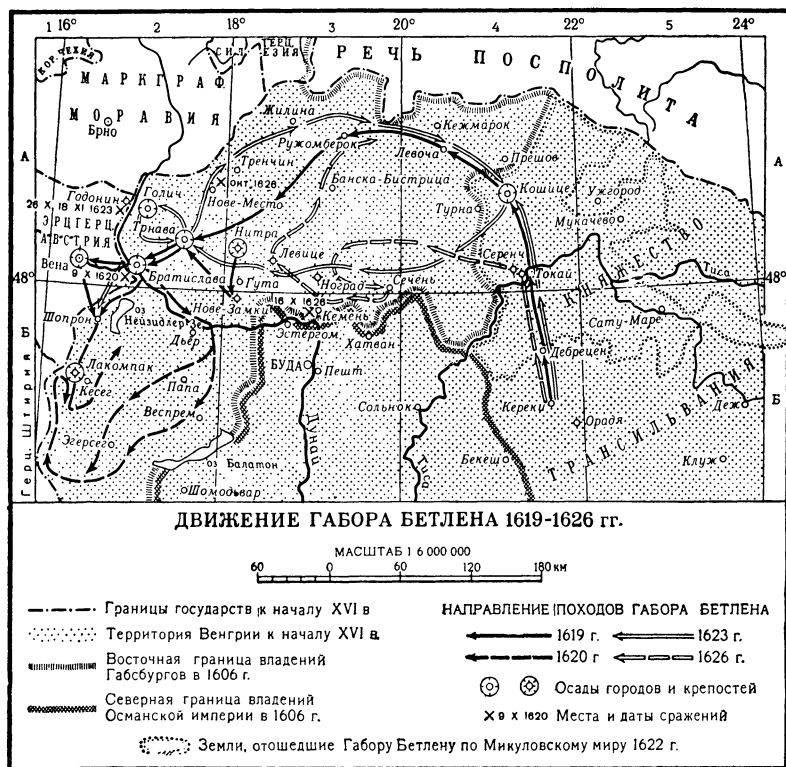 1 16° 2 18° 3 20° 4 22° 5 24°
КОР. ЧЕХИЯ
ГЕРЦ.
СИЛЕЗИЯ
РЕЧЬ ПОСПОЛИТА
МАРКГРАФ.
МОРАВИЯ
Брно
Жилина
Кежмарок
Ружомберок
Левоча
Прешов
А
А
Тренчин
окт. 1626
Банска-Бистрица
Кошице
Ужгород
Годонин
Голич
Нове-Место
26 X, 18 XI 1623
Турна
Мукачево
ЭРЦГЕРЦ.
АВСТРИЯ
Трнава
Нитра
Левице
Серенч
КНЯЖЕСТВО
Вена
9 X 1620
Братислава
Гута
Ноград
Сечень
Токай
Тиса
48°
48°
оз. Нейзидлер
Нове-Замки
16 X 1626
Кемень
Шопрон
Дьер
Эстергом
Хатван
Сату-Маре
Лакомпак
БУДА
Пешт
Дебрецен
Кесег
Папа
Веспрем
Сольнок
Кереки
Орадя
Деж
Б
Б
Герц. Штирия
Эгерсег
Дунай
Тиса
Бекеш
ТРАНСИЛЬВАНИЯ
Клуж
оз. Балатон
Шомодьвар
ДВИЖЕНИЕ ГАБОРА БЕТЛЕНА 1619-1626 гг.
МАСШТАБ 1 6 000 000
60 0 60 120 180 км
Границы государств к началу XVI в
Территория Венгрии к началу XVI в.
Восточная граница владений
Габсбургов в 1606 г.
Северная граница владений
Османской империи в 1606 г.
НАПРАВЛЕНИЕ ПОХОДОВ ГАБОРА БЕТЛЕНА
1619 г. 1623 г.
1620 г 1626 г.
Осады городов и крепостей
9 X 1620 Места и даты сражений
Земли, отошедшие Габору Бетлену по Микуловскому миру 1622 г.